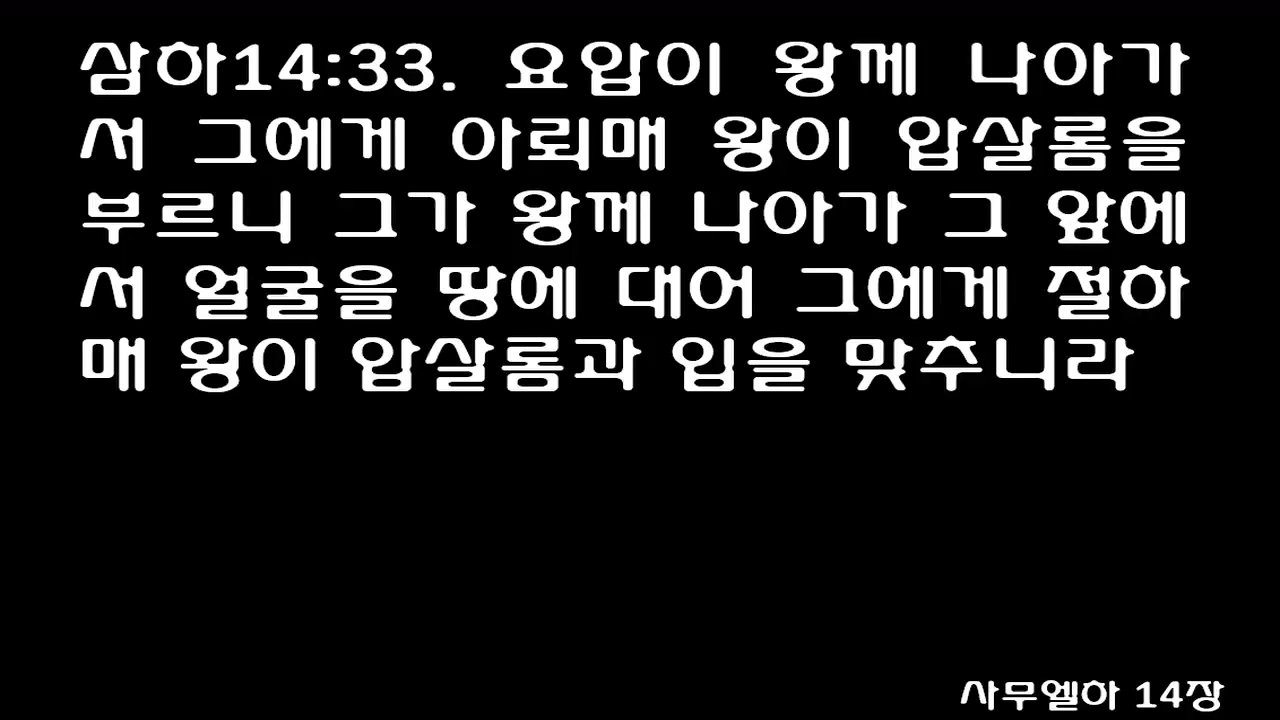 삼하14:33. 요압이 왕께 나아가
서 그에게 아뢰매 왕이 압살롬을
부르니 그가 왕께 나아가 그 앞에
서 얼굴을 땅에 대어 그에게 절하
매 왕이 압살롬과 입을 맞추니라
사무엘하 14장